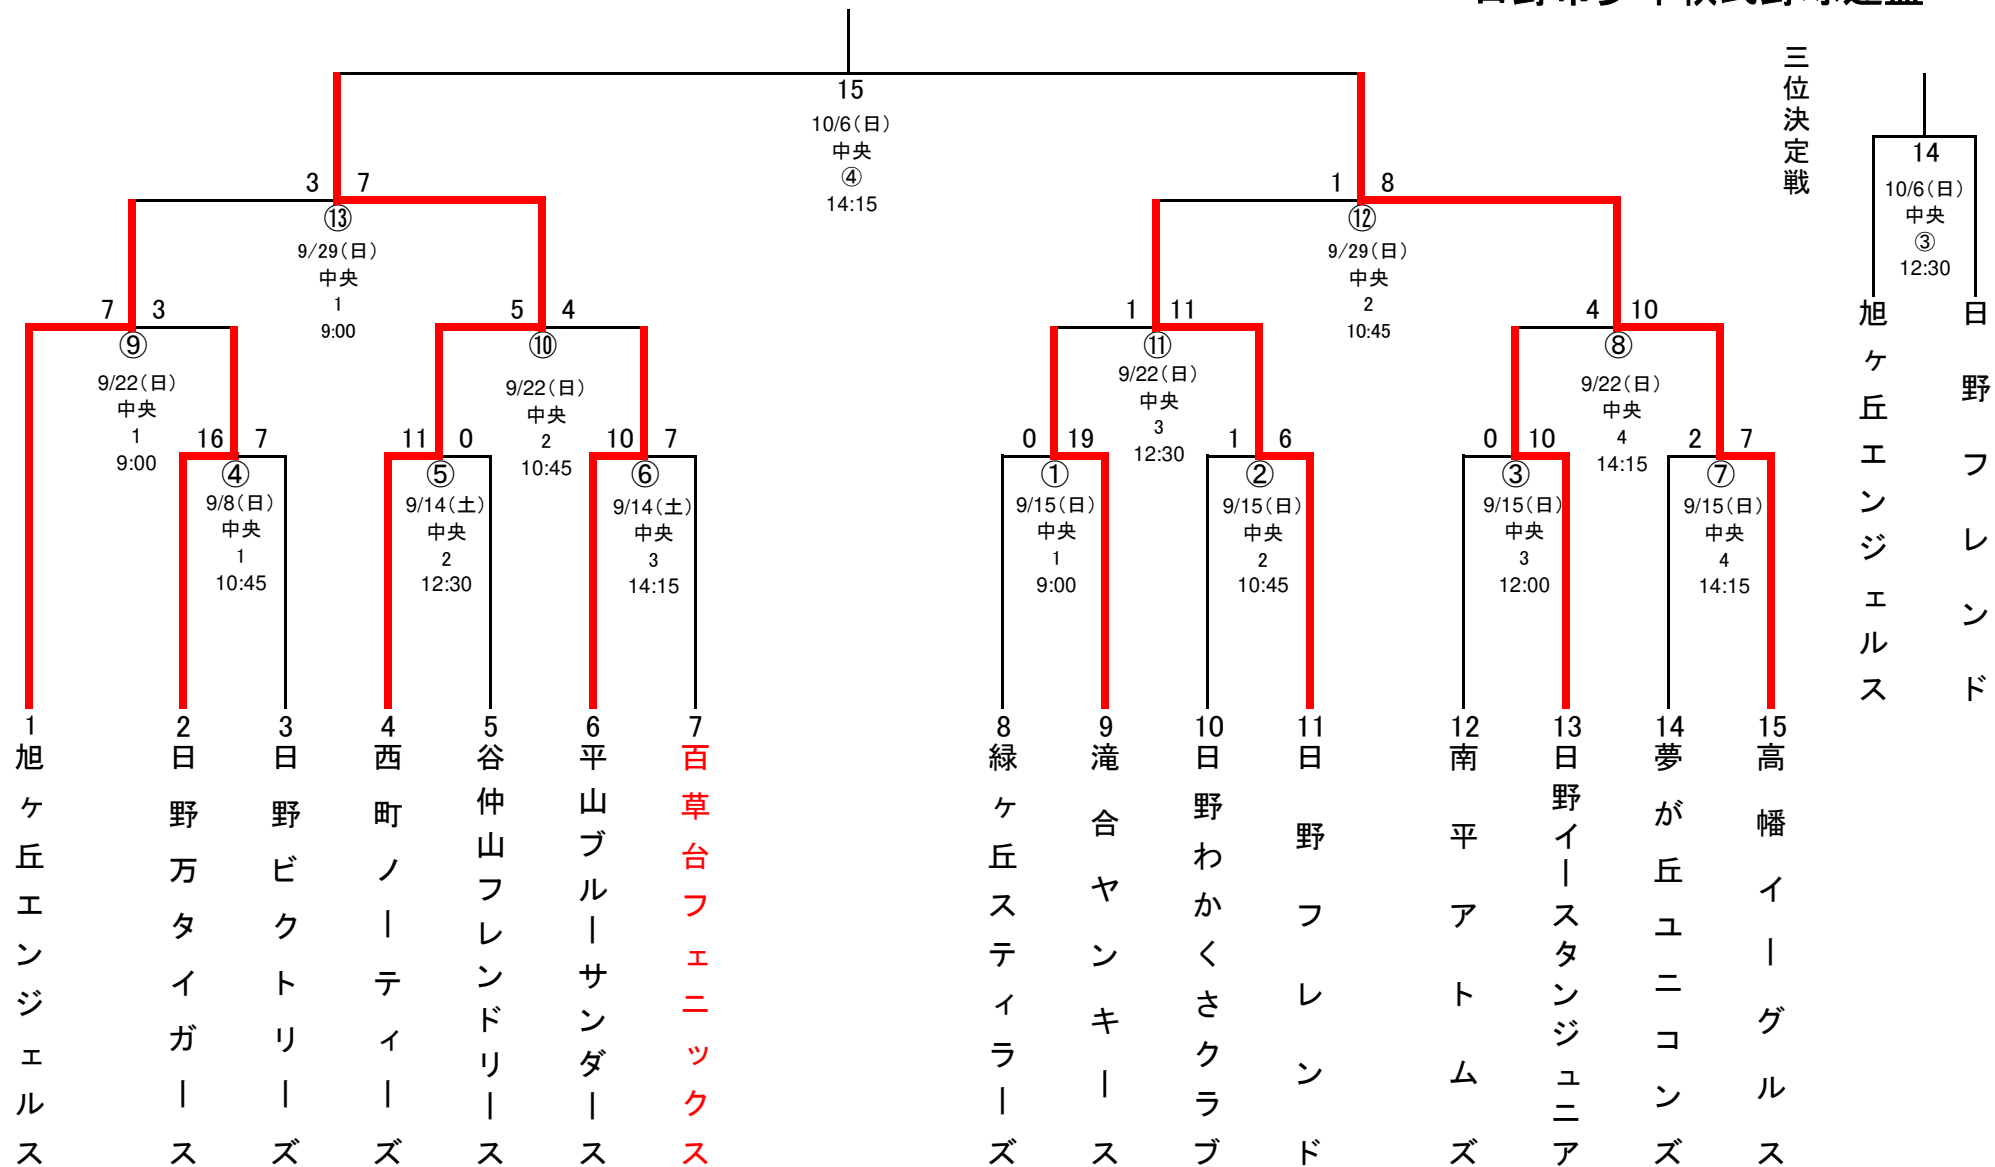 15
10/6(日)
中央
④
14:15
三位決定戦
14
10/6(日)
中央
③
12:30
旭ヶ丘エンジェルス
日野フレンド
3 7
⑬
9/29(日)
中央
1
9:00
1 8
⑫
9/29(日)
中央
2
10:45
7 3
⑨
9/22(日)
中央
1
9:00
5 4
⑩
9/22(日)
中央
2
10:45
1 11
⑪
9/22(日)
中央
3
12:30
4 10
⑧
9/22(日)
中央
4
14:15
16 7
④
9/8(日)
中央
1
10:45
11 0
⑤
9/14(土)
中央
2
12:30
10 7
⑥
9/14(土)
中央
3
14:15
0 19
①
9/15(日)
中央
1
9:00
1 6
②
9/15(日)
中央
2
10:45
0 10
③
9/15(日)
中央
3
12:00
2 7
⑦
9/15(日)
中央
4
14:15
1 旭ヶ丘エンジェルス
2 日野万タイガース
3 日野ビクトリーズ
4 西町ノーティーズ
5 谷仲山フレンドリース
6 平山ブルーサンダース
7 百草台フェニックス
8 緑ヶ丘スティラーズ
9 滝合ヤンキース
10 日野わかくさクラブ
11 日野フレンド
12 南平アトムズ
13 日野イースタンジュニア
14 夢が丘ユニコンズ
15 高幡イーグルス